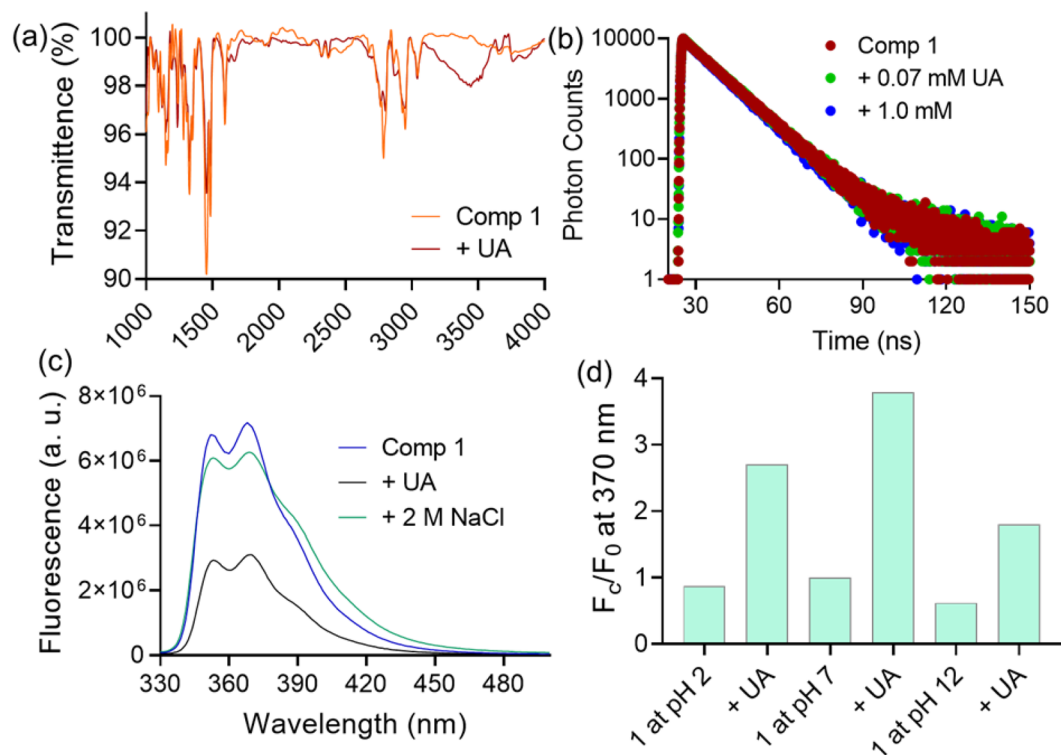 (a)
Transmittence (%)
100
98
96
94
92
90
Comp 1
+ UA
1000
1500
2000
2500
3000
3500
4000
(b)
Photon Counts
10000
1000
100
10
1
Comp 1
+ 0.07 mM UA
+ 1.0 mM
30
60
90
120
150
Time (ns)
(c)
Fluorescence (a. u.)
8×10⁶
6×10⁶
4×10⁶
2×10⁶
0
Comp 1
+ UA
+ 2 M NaCl
330
360
390
420
450
480
Wavelength (nm)
(d)
F_c/F_0 at 370 nm
4
3
2
1
0
1 at pH 2
+ UA
1 at pH 7
+ UA
1 at pH 12
+ UA